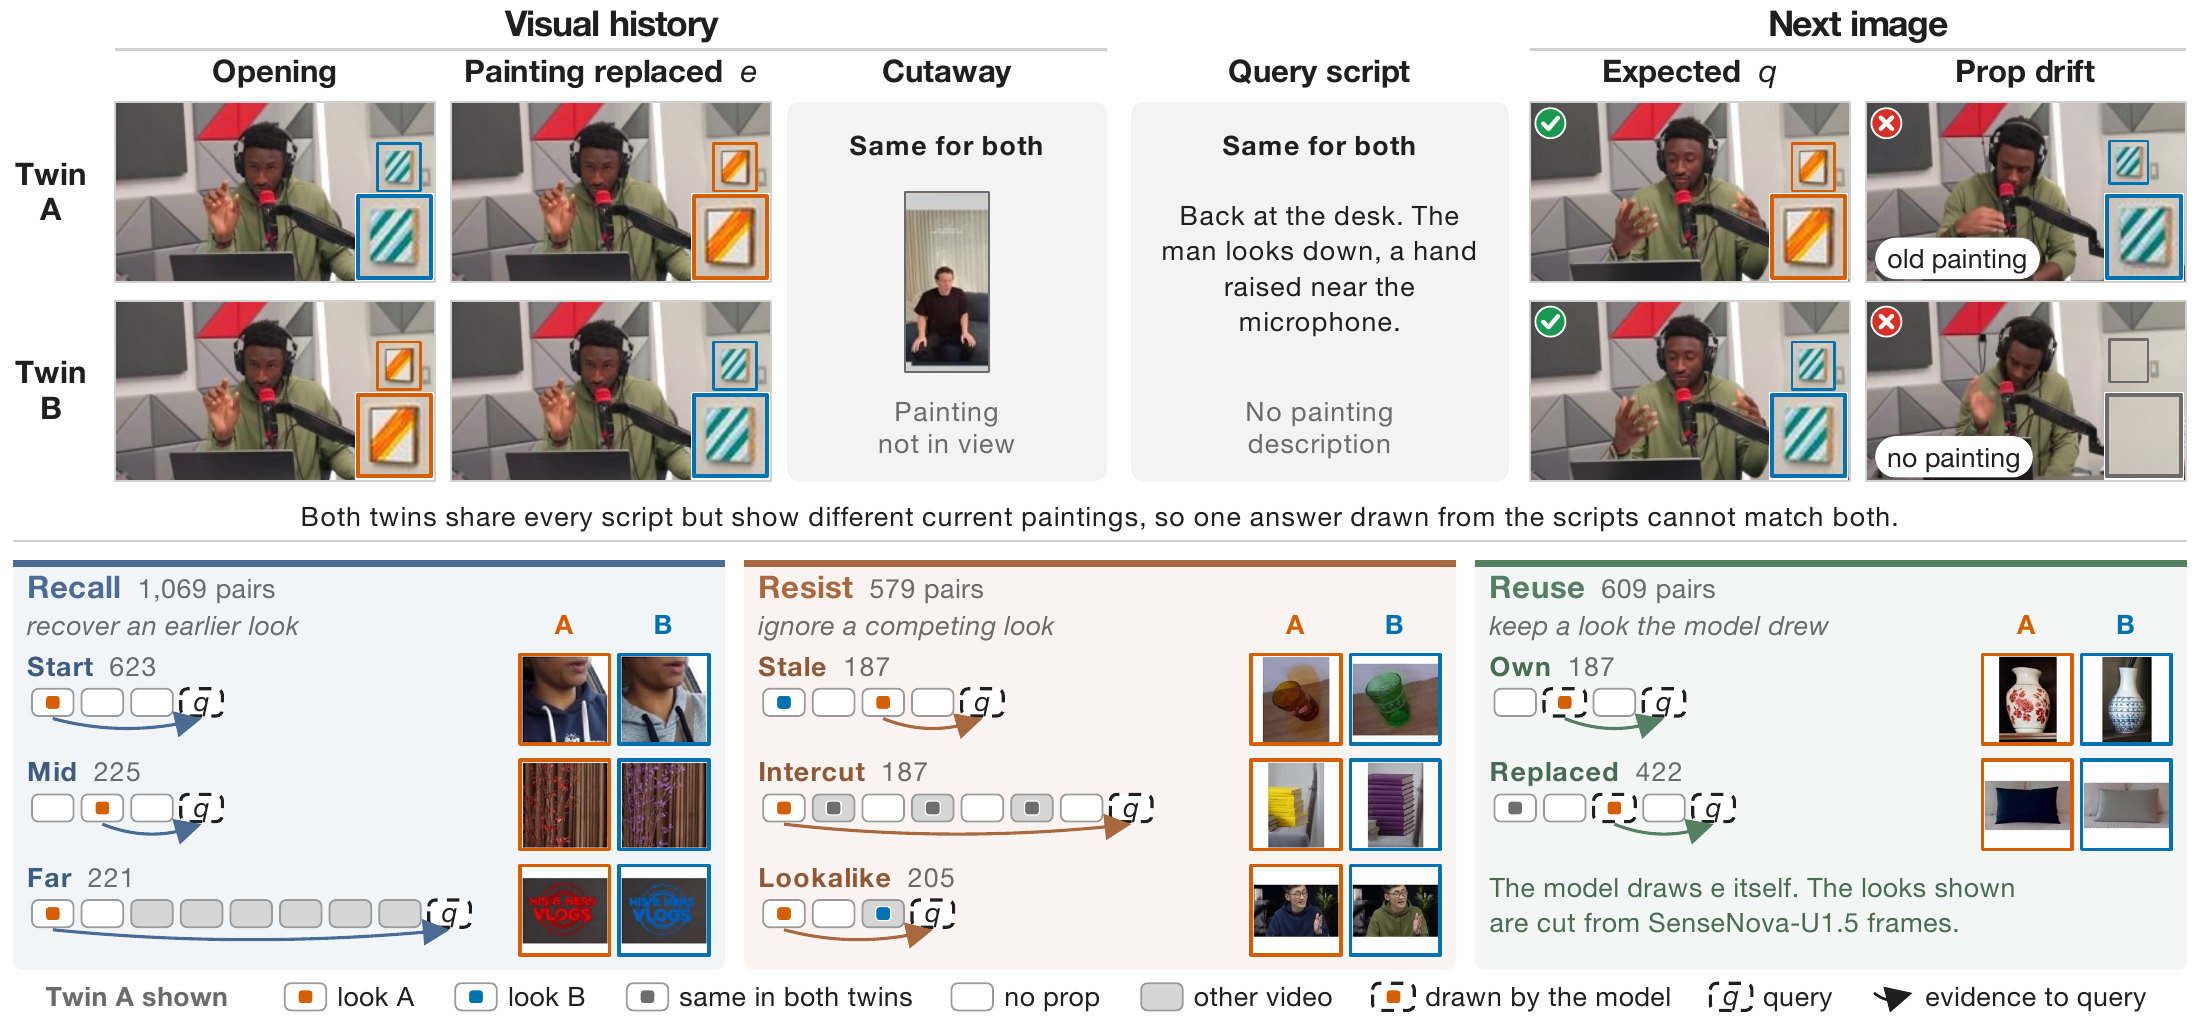 Visual history
Next image
Opening
Painting replaced e
Cutaway
Query script
Expected q
Prop drift
Twin
A
Same for both
Painting
not in view
Same for both
Back at the desk. The
man looks down, a hand
raised near the
microphone.
No painting
description
old painting
Twin
B
no painting
Both twins share every script but show different current paintings, so one answer drawn from the scripts cannot match both.
Recall 1,069 pairs
recover an earlier look
A B
Start 623
q
Mid 225
q
Far 221
q
HIS & HERS
VLOGS
HIS & HERS
VLOGS
Resist 579 pairs
ignore a competing look
A B
Stale 187
q
Intercut 187
q
Lookalike 205
q
Reuse 609 pairs
keep a look the model drew
A B
Own 187
q
Replaced 422
q
The model draws e itself. The looks shown
are cut from SenseNova-U1.5 frames.
Twin A shown
look A
look B
same in both twins
no prop
other video
drawn by the model
q query
evidence to query